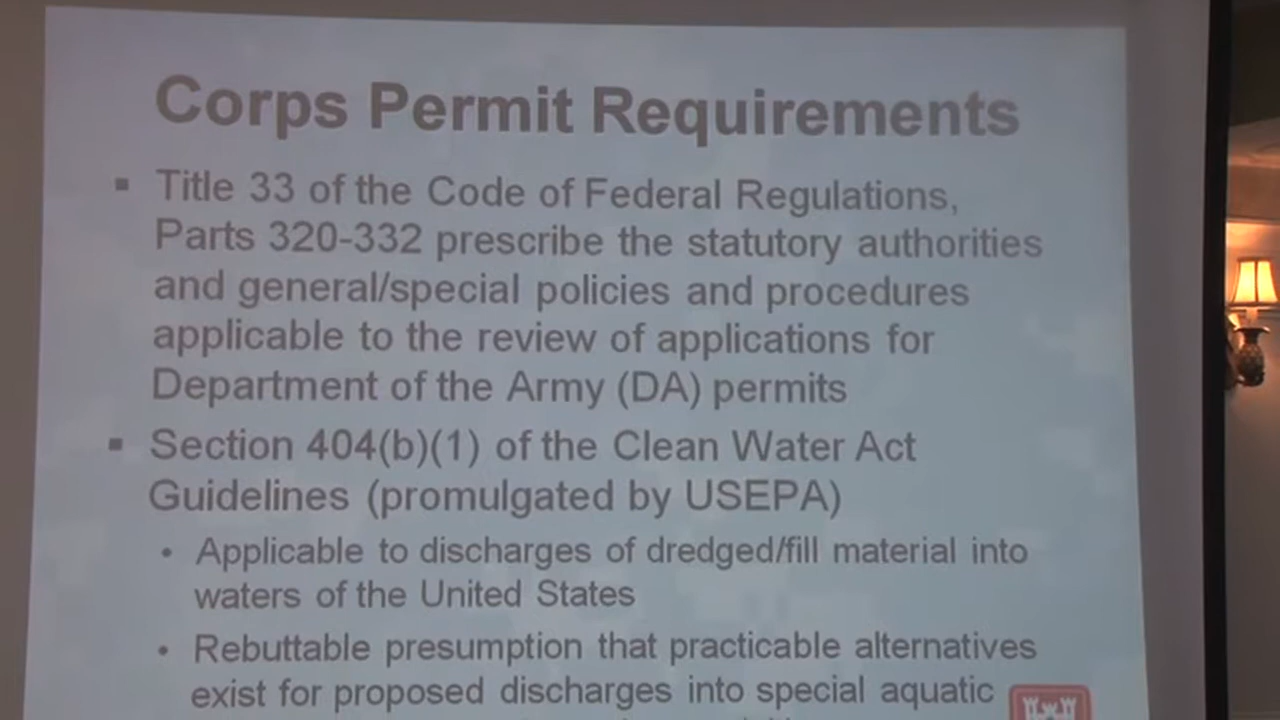 Corps Permit Requirements
▪ Title 33 of the Code of Federal Regulations,
Parts 320-332 prescribe the statutory authorities
and general/special policies and procedures
applicable to the review of applications for
Department of the Army (DA) permits
▪ Section 404(b)(1) of the Clean Water Act
Guidelines (promulgated by USEPA)
• Applicable to discharges of dredged/fill material into
waters of the United States
• Rebuttable presumption that practicable alternatives
exist for proposed discharges into special aquatic